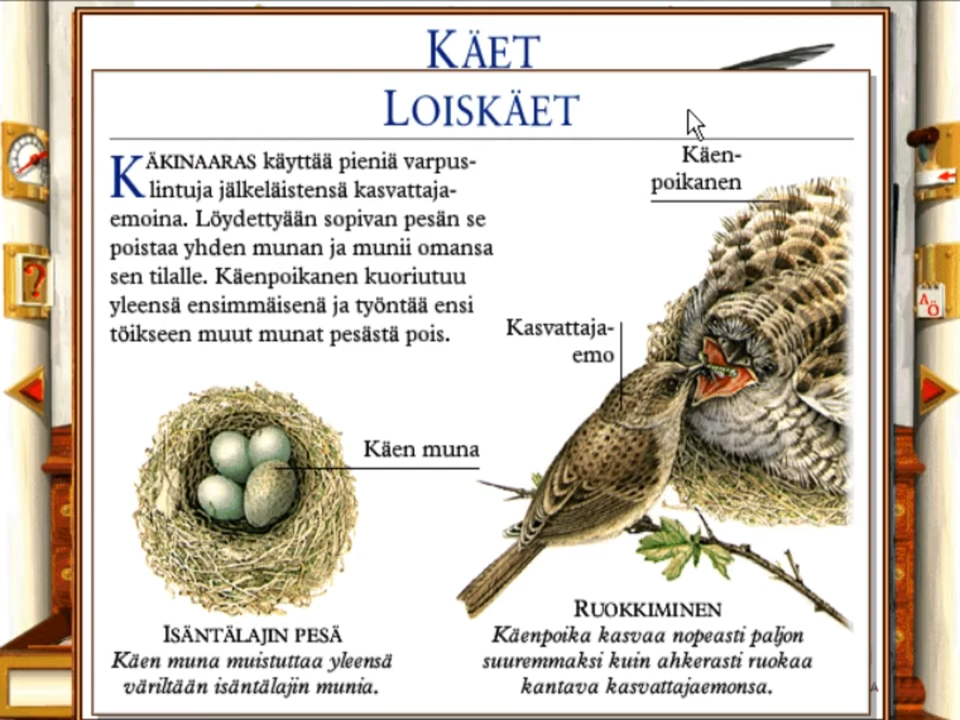 KÄET
LOISKÄET
KÄKINAARAS käyttää pieniä varpus-
lintuja jälkeläistensä kasvattaja-
emoina. Löydettyään sopivan pesän se
poistaa yhden munan ja munii omansa
sen tilalle. Käenpoikanen kuoriutuu
yleensä ensimmäisenä ja työntää ensi
töikseen muut munat pesästä pois.
Käen-
poikanen
Kasvattaja-
emo
Käen muna
ISÄNTÄLAJIN PESÄ
Käen muna muistuttaa yleensä
väriltään isäntälajin munia.
RUOKKIMINEN
Käenpoika kasvaa nopeasti paljon
suuremmaksi kuin ahkerasti ruokaa
kantava kasvattajaemonsa.
?
A
Ö
A